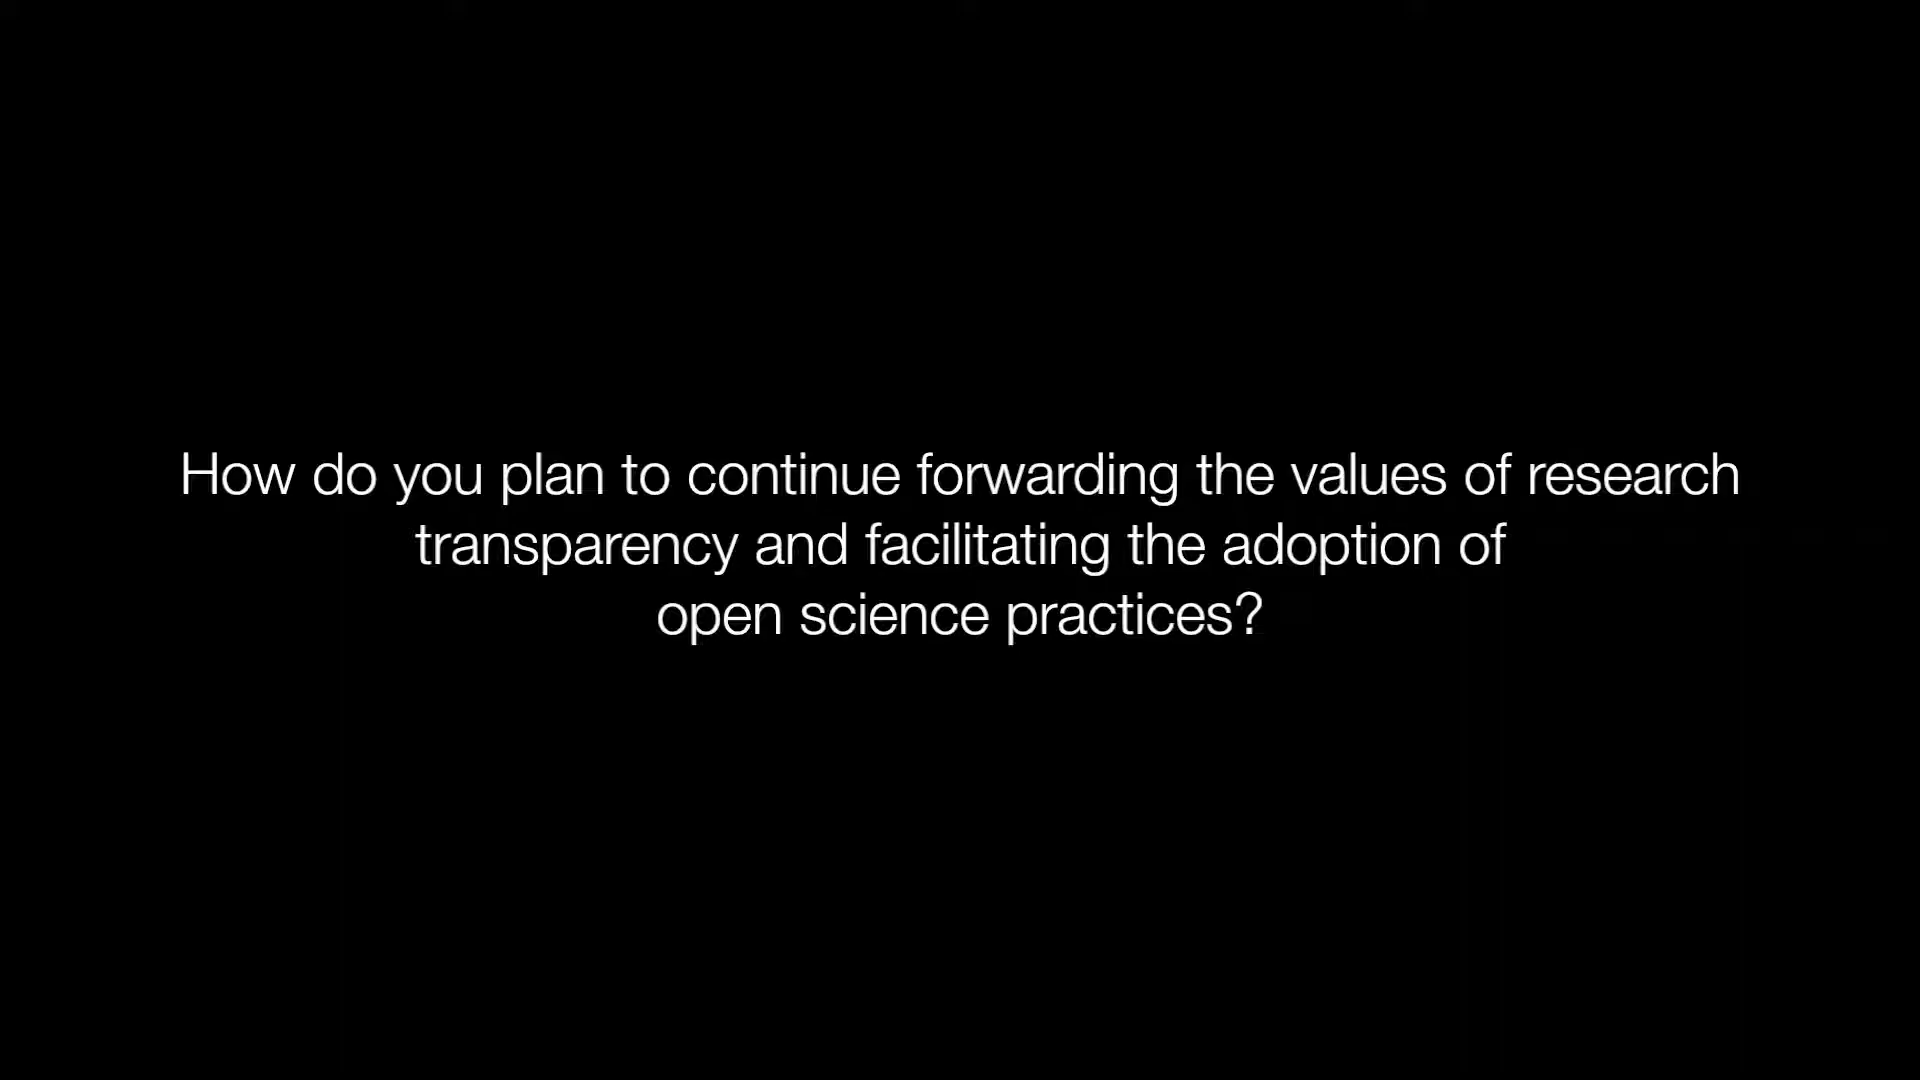 How do you plan to continue forwarding the values of research
transparency and facilitating the adoption of
open science practices?